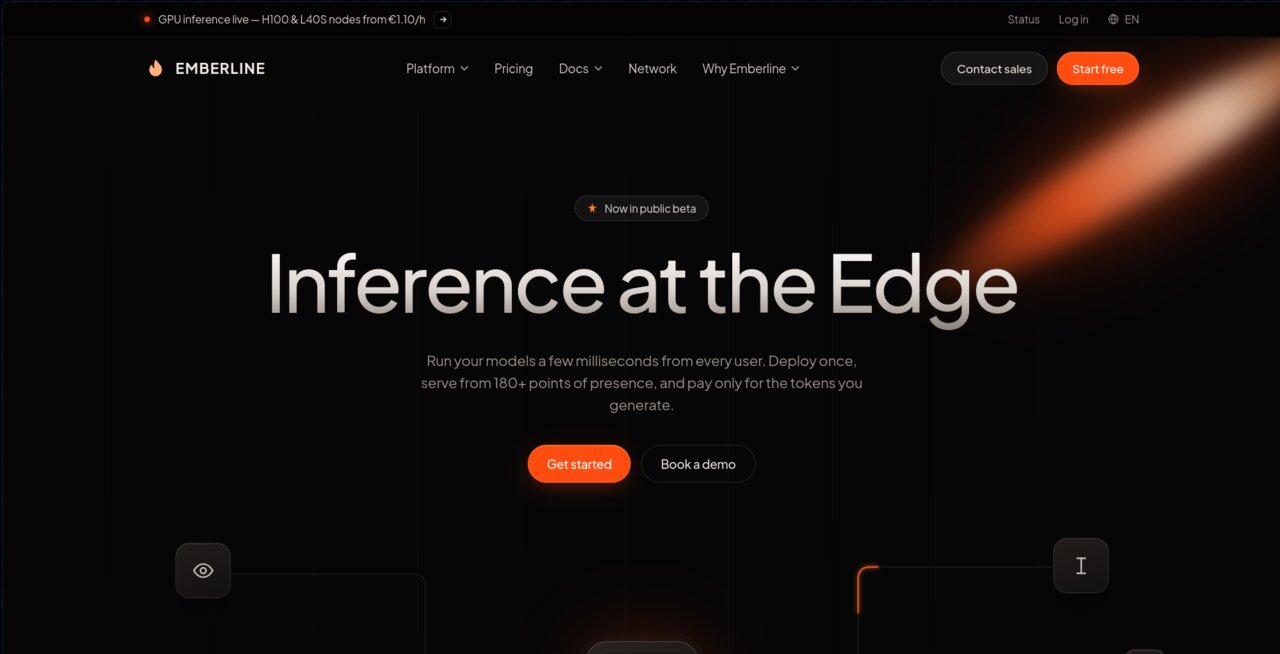 GPU inference live — H100 & L40S nodes from €1.10/h
Status
Log in
EN
EMBERLINE
Platform
Pricing
Docs
Network
Why Emberline
Contact sales
Start free
Now in public beta
Inference at the Edge
Run your models a few milliseconds from every user. Deploy once,
serve from 180+ points of presence, and pay only for the tokens you
generate.
Get started
Book a demo